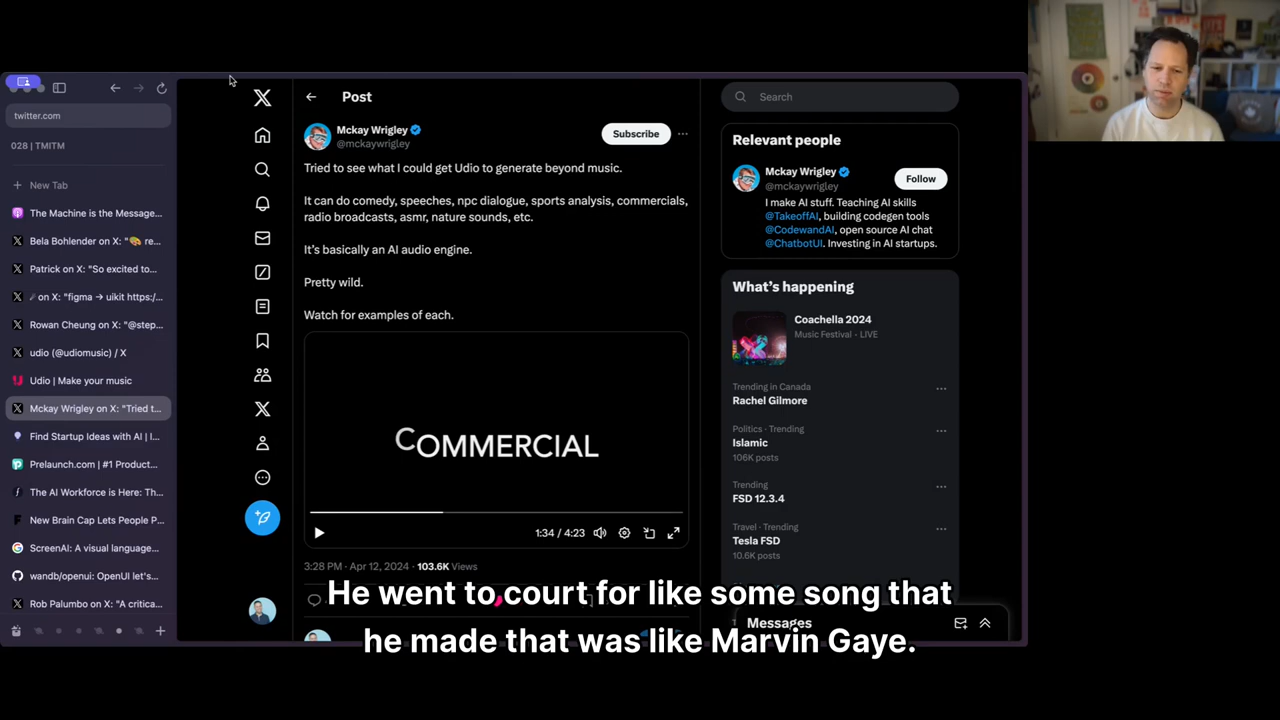 twitter.com
028 | TMITM
New Tab
The Machine is the Message...
Bela Bohlender on X: "🎨 re...
Patrick on X: "So excited to...
on X: "figma → uikit https:/...
Rowan Cheung on X: "@step...
udio (@udiomusic) / X
Udio | Make your music
Mckay Wrigley on X: "Tried t...
Find Startup Ideas with AI | I...
Prelaunch.com | #1 Product...
The AI Workforce is Here: Th...
New Brain Cap Lets People P...
ScreenAI: A visual language...
wandb/openui: OpenUI let's...
Rob Palumbo on X: "A critica...
Post
Mckay Wrigley
@mckaywrigley
Subscribe
Tried to see what I could get Udio to generate beyond music.
It can do comedy, speeches, npc dialogue, sports analysis, commercials,
radio broadcasts, asmr, nature sounds, etc.
It's basically an AI audio engine.
Pretty wild.
Watch for examples of each.
COMMERCIAL
1:34 / 4:23
3:28 PM · Apr 12, 2024 · 103.6K Views
Search
Relevant people
Mckay Wrigley
@mckaywrigley
Follow
I make AI stuff. Teaching AI skills
@TakeoffAI, building codegen tools
@CodewandAI, open source AI chat
@ChatbotUI. Investing in AI startups.
What's happening
Coachella 2024
Music Festival · LIVE
Trending in Canada
Rachel Gilmore
Politics · Trending
Islamic
106K posts
Trending
FSD 12.3.4
Travel · Trending
Tesla FSD
10.6K posts
Messages
He went to court for like some song that
he made that was like Marvin Gaye.